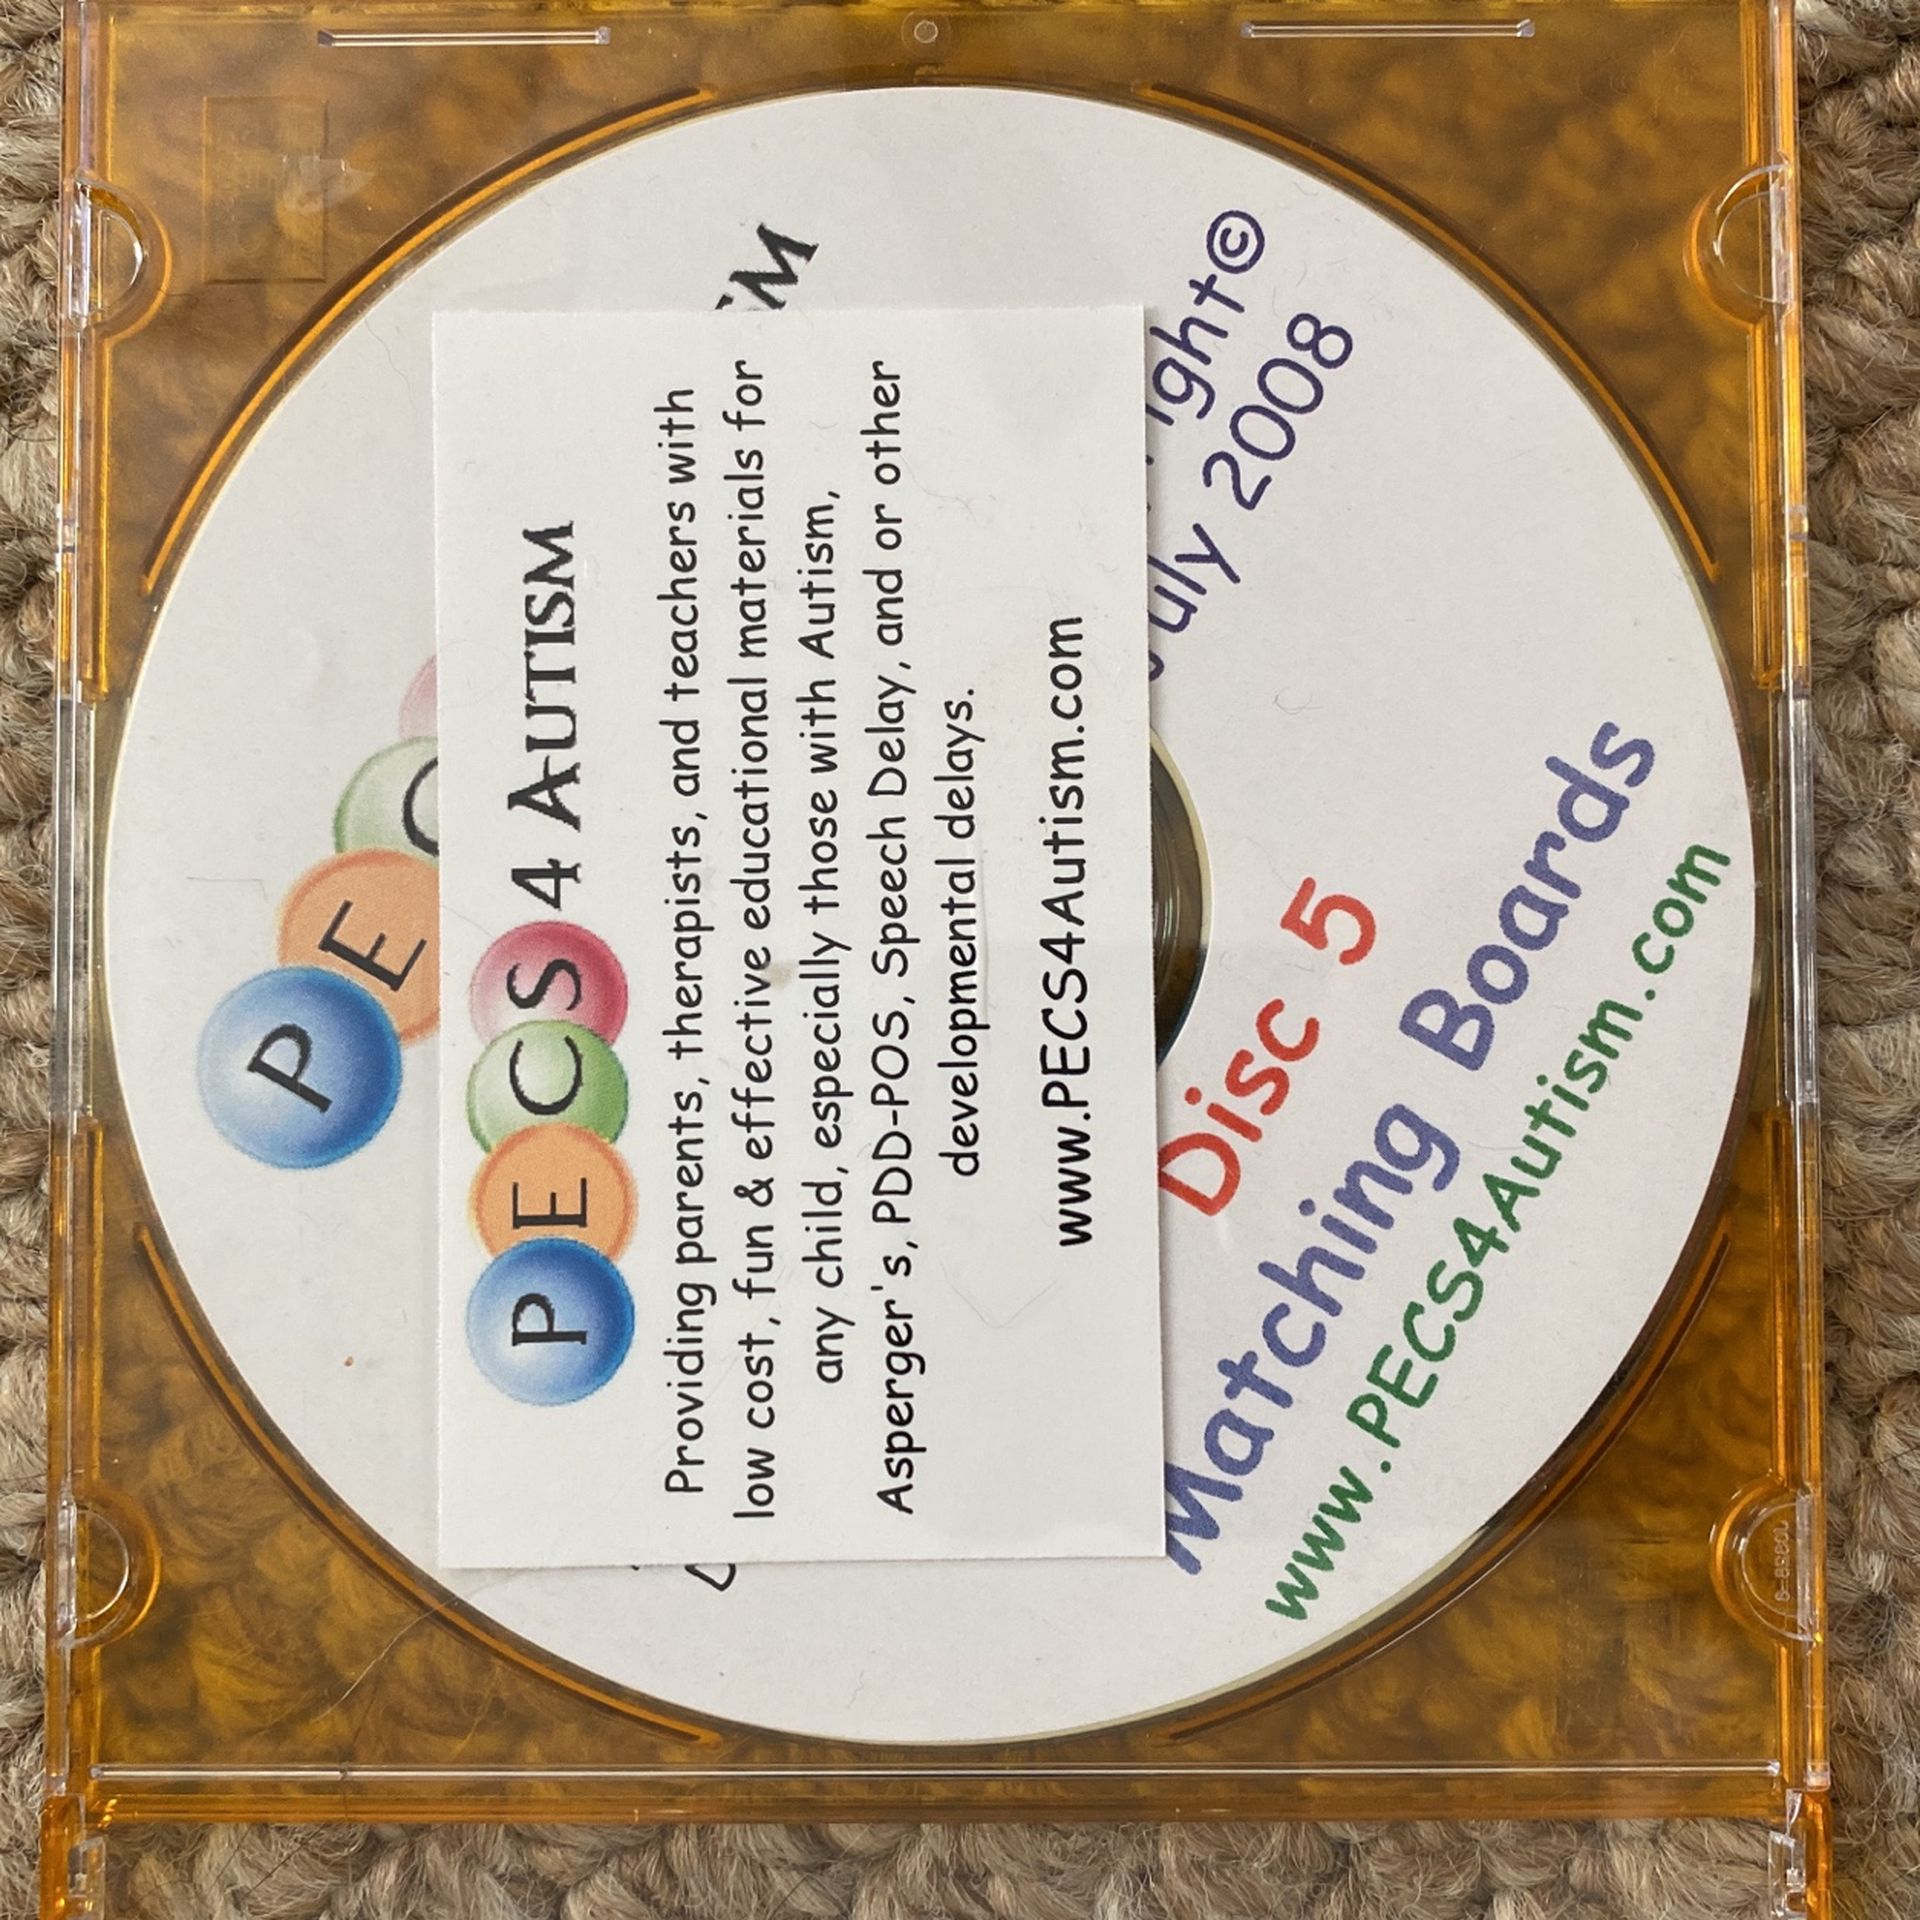 PECS 4 AUTISM
Providing parents, therapists, and teachers with
low cost, fun & effective educational materials for
any child, especially those with Autism,
Asperger's, PDD-POS, Speech Delay, and or other
developmental delays.
www.PECS4Autism.com
P E
ight©
July 2008
Disc 5
Matching Boards
www.PECS4Autism.com